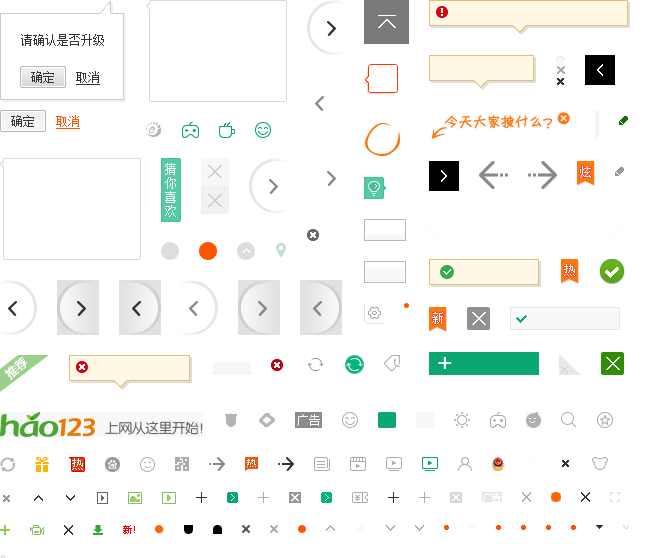 请确认是否升级
确定 取消
确定 取消
今天大家搜什么?
猜你喜欢
炫
热
新
推荐
hao123 上网从这里开始!
广告
热
热
广告
新!